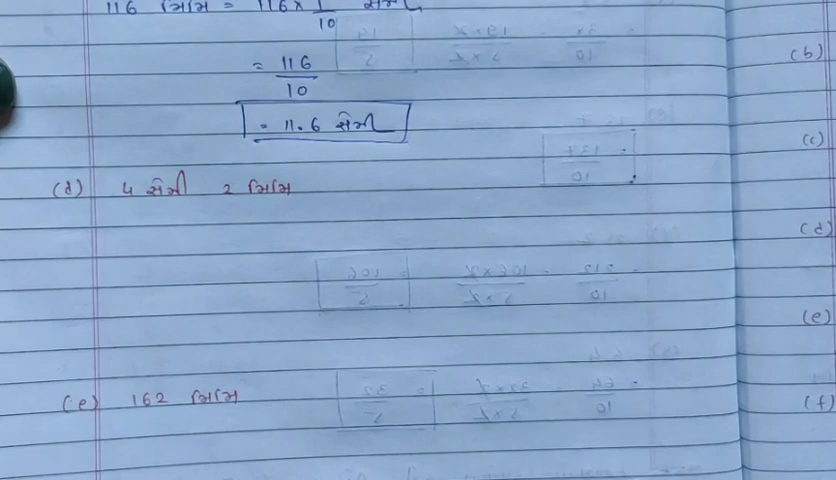 116 મિમિ = 116 × 1/10 સેમી
= 116/10
= 11.6 સેમી
(d) 4 સેમી 2 મિમિ
(e) 162 મિમિ
(b)
(c)
(d)
(e)
(f)